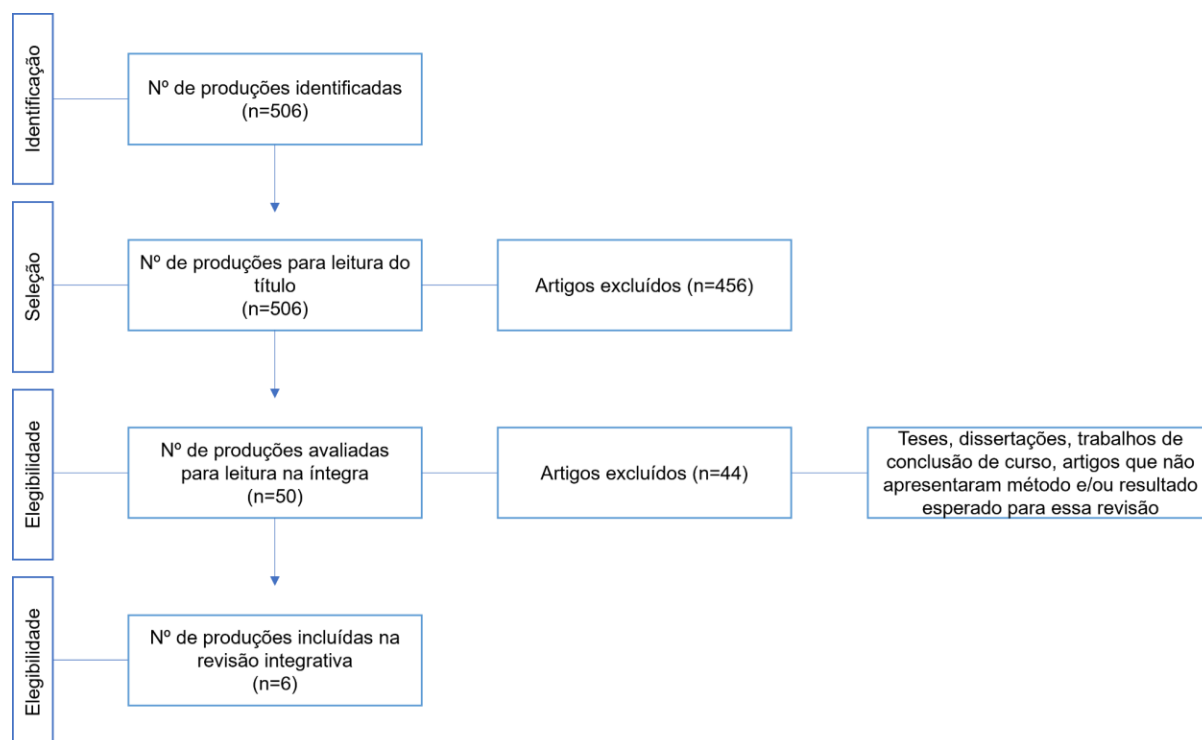 Identificação
Nº de produções identificadas
(n=506)
Seleção
Nº de produções para leitura do
título
(n=506)
Artigos excluídos (n=456)
Elegibilidade
Nº de produções avaliadas
para leitura na íntegra
(n=50)
Artigos excluídos (n=44)
Teses, dissertações, trabalhos de
conclusão de curso, artigos que não
apresentaram método e/ou resultado
esperado para essa revisão
Elegibilidade
Nº de produções incluídas na
revisão integrativa
(n=6)